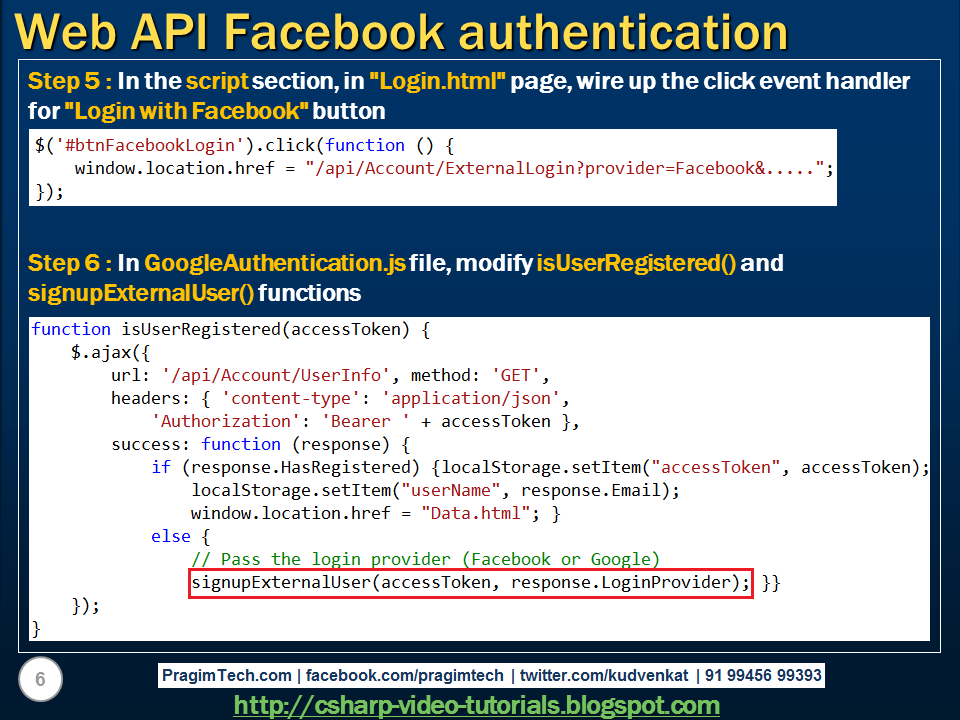 Web API Facebook authentication
Step 5 : In the script section, in "Login.html" page, wire up the click event handler
for "Login with Facebook" button
$('#btnFacebookLogin').click(function () {
    window.location.href = "/api/Account/ExternalLogin?provider=Facebook&.....";
});
Step 6 : In GoogleAuthentication.js file, modify isUserRegistered() and
signupExternalUser() functions
function isUserRegistered(accessToken) {
    $.ajax({
        url: '/api/Account/UserInfo', method: 'GET',
        headers: { 'content-type': 'application/json',
            'Authorization': 'Bearer ' + accessToken },
        success: function (response) {
            if (response.HasRegistered) {localStorage.setItem("accessToken", accessToken);
                localStorage.setItem("userName", response.Email);
                window.location.href = "Data.html"; }
            else {
                // Pass the login provider (Facebook or Google)
                signupExternalUser(accessToken, response.LoginProvider); }}
    });
}
6
PragimTech.com | facebook.com/pragimtech | twitter.com/kudvenkat | 91 99456 99393
http://csharp-video-tutorials.blogspot.com